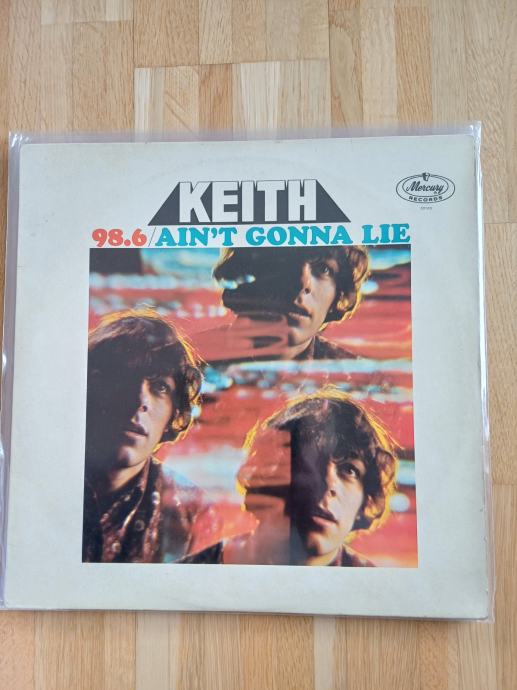 KEITH
Mercury
RECORDS
98.6/AIN'T GONNA LIE